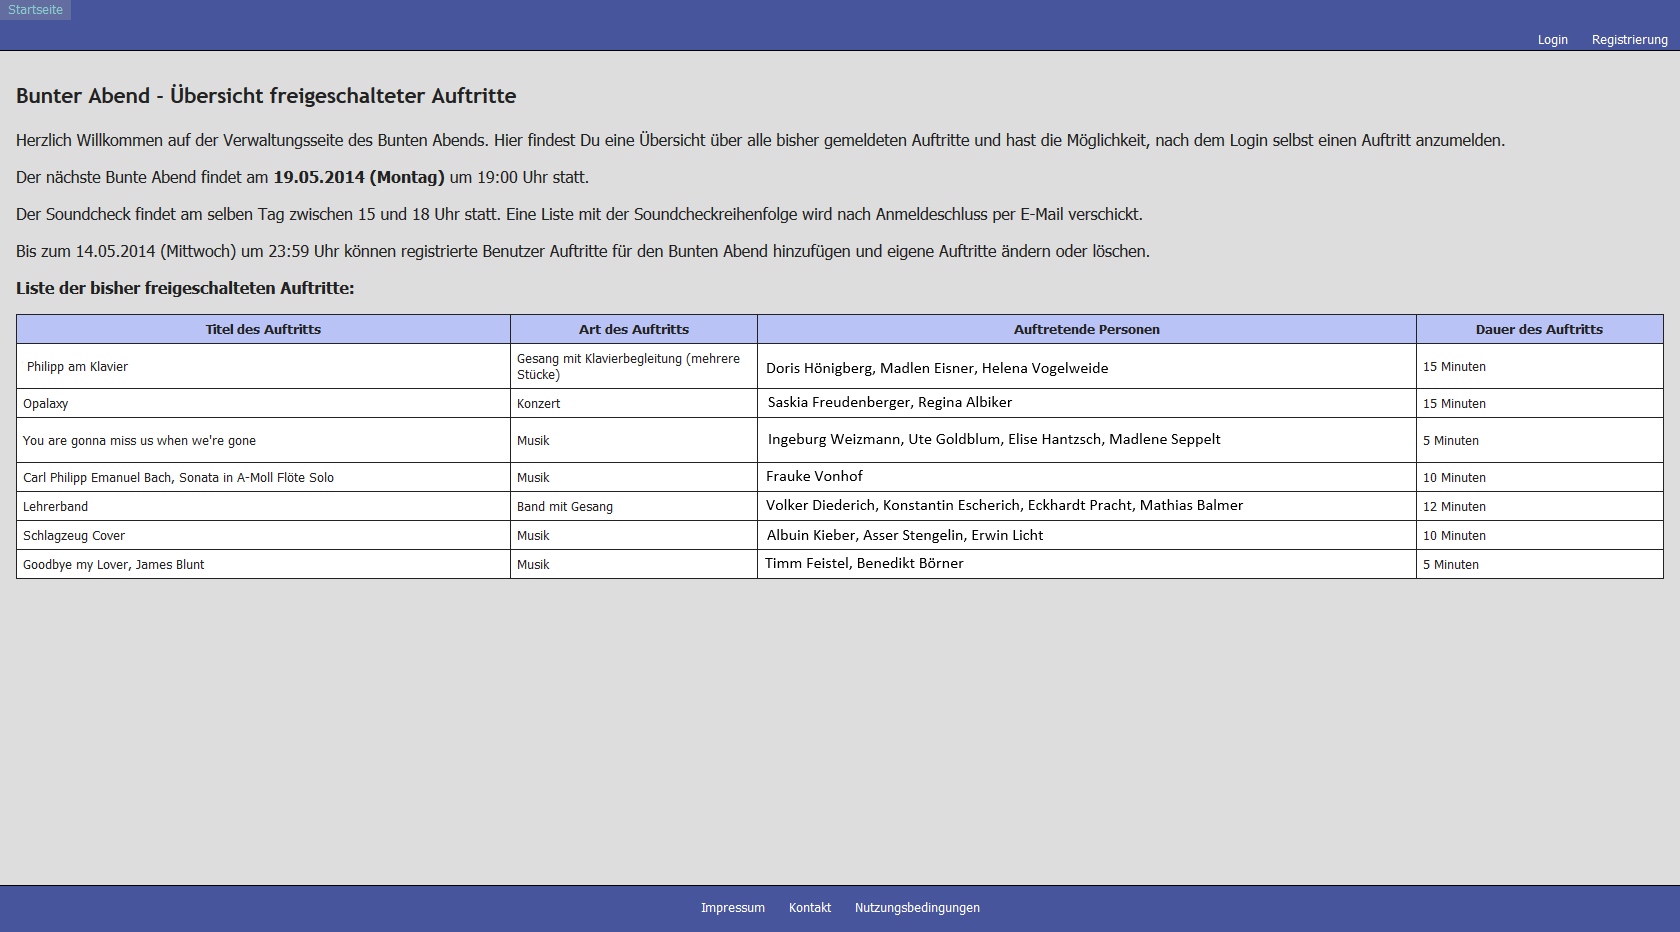 Startseite
Login Registrierung
Bunter Abend - Übersicht freigeschalteter Auftritte
Herzlich Willkommen auf der Verwaltungsseite des Bunten Abends. Hier findest Du eine Übersicht über alle bisher gemeldeten Auftritte und hast die Möglichkeit, nach dem Login selbst einen Auftritt anzumelden.
Der nächste Bunte Abend findet am 19.05.2014 (Montag) um 19:00 Uhr statt.
Der Soundcheck findet am selben Tag zwischen 15 und 18 Uhr statt. Eine Liste mit der Soundcheckreihenfolge wird nach Anmeldeschluss per E-Mail verschickt.
Bis zum 14.05.2014 (Mittwoch) um 23:59 Uhr können registrierte Benutzer Auftritte für den Bunten Abend hinzufügen und eigene Auftritte ändern oder löschen.
Liste der bisher freigeschalteten Auftritte:
Titel des Auftritts Art des Auftritts Auftretende Personen Dauer des Auftritts
Philipp am Klavier Gesang mit Klavierbegleitung (mehrere Stücke) Doris Hönigberg, Madlen Eisner, Helena Vogelweide 15 Minuten
Opalaxy Konzert Saskia Freudenberger, Regina Albiker 15 Minuten
You are gonna miss us when we're gone Musik Ingeburg Weizmann, Ute Goldblum, Elise Hantzsch, Madlene Seppelt 5 Minuten
Carl Philipp Emanuel Bach, Sonata in A-Moll Flöte Solo Musik Frauke Vonhof 10 Minuten
Lehrerband Band mit Gesang Volker Diederich, Konstantin Escherich, Eckhardt Pracht, Mathias Balmer 12 Minuten
Schlagzeug Cover Musik Albuin Kieber, Asser Stengelin, Erwin Licht 10 Minuten
Goodbye my Lover, James Blunt Musik Timm Feistel, Benedikt Börner 5 Minuten
Impressum Kontakt Nutzungsbedingungen